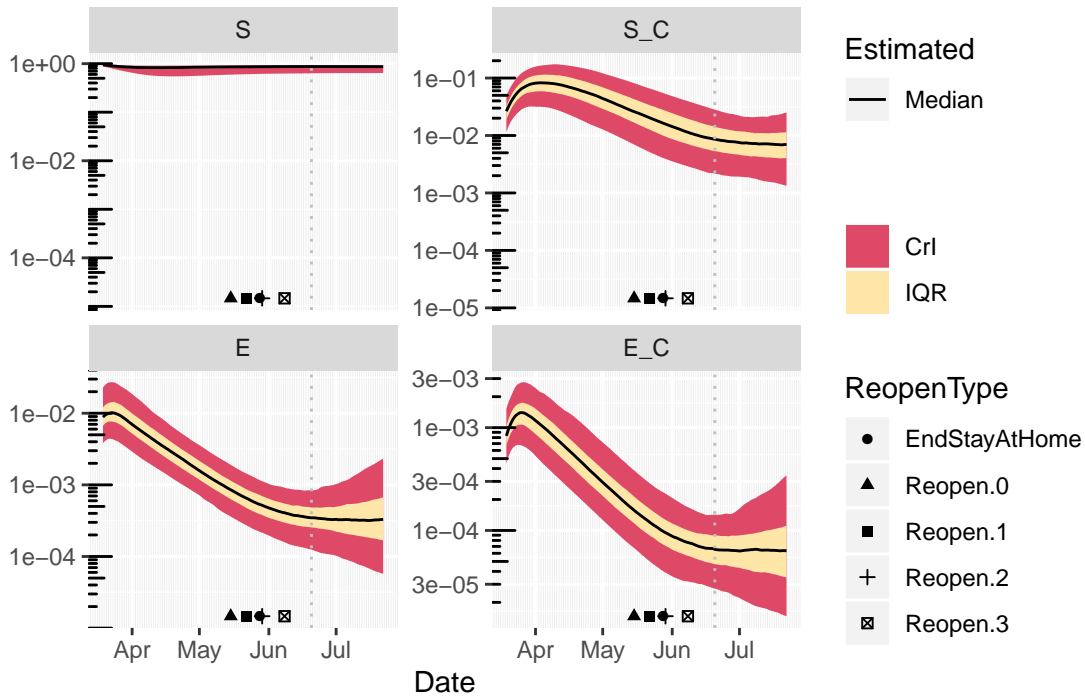 S
S_C
1e+00
1e−02
1e−04
1e−01
1e−02
1e−03
1e−04
1e−05
E
E_C
1e−02
1e−03
1e−04
3e−03
1e−03
3e−04
1e−04
3e−05
Apr May Jun Jul
Apr May Jun Jul
Date
Estimated
Median
CrI
IQR
ReopenType
EndStayAtHome
Reopen.0
Reopen.1
Reopen.2
Reopen.3